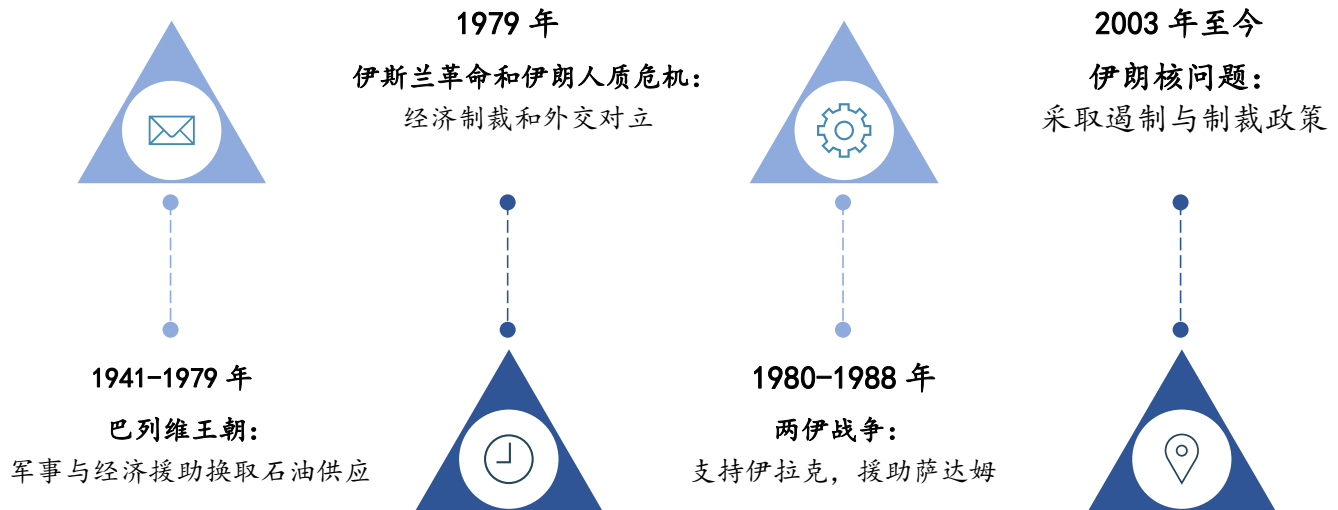 1941-1979 年
巴列维王朝:
军事与经济援助换取石油供应
1979 年
伊斯兰革命和伊朗人质危机:
经济制裁和外交对立
1980-1988 年
两伊战争:
支持伊拉克，援助萨达姆
2003 年至今
伊朗核问题:
采取遏制与制裁政策